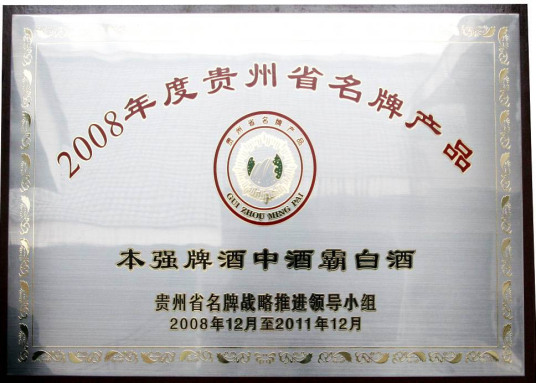 2008年度贵州省名牌产品
贵州省名牌产品
GUI ZHOU MING PAI
本强牌酒中酒霸白酒
贵州省名牌战略推进领导小组
2008年12月至2011年12月